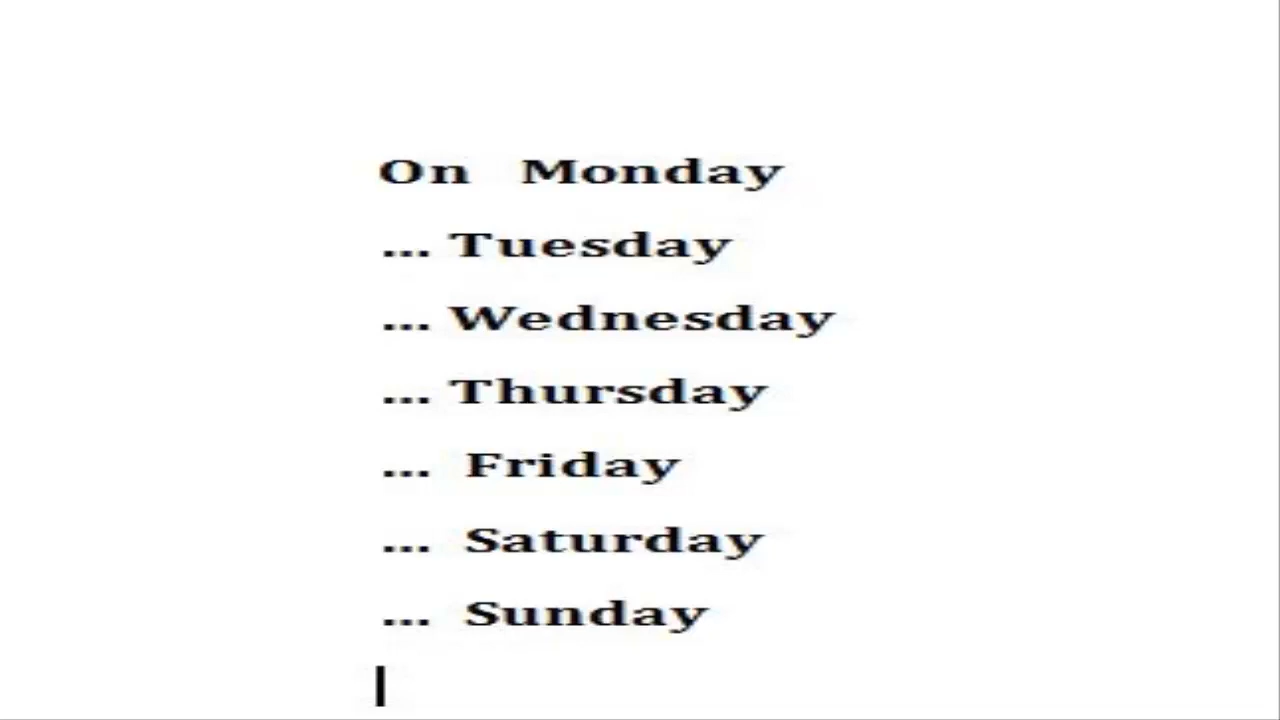 On Monday
... Tuesday
... Wednesday
... Thursday
... Friday
... Saturday
... Sunday